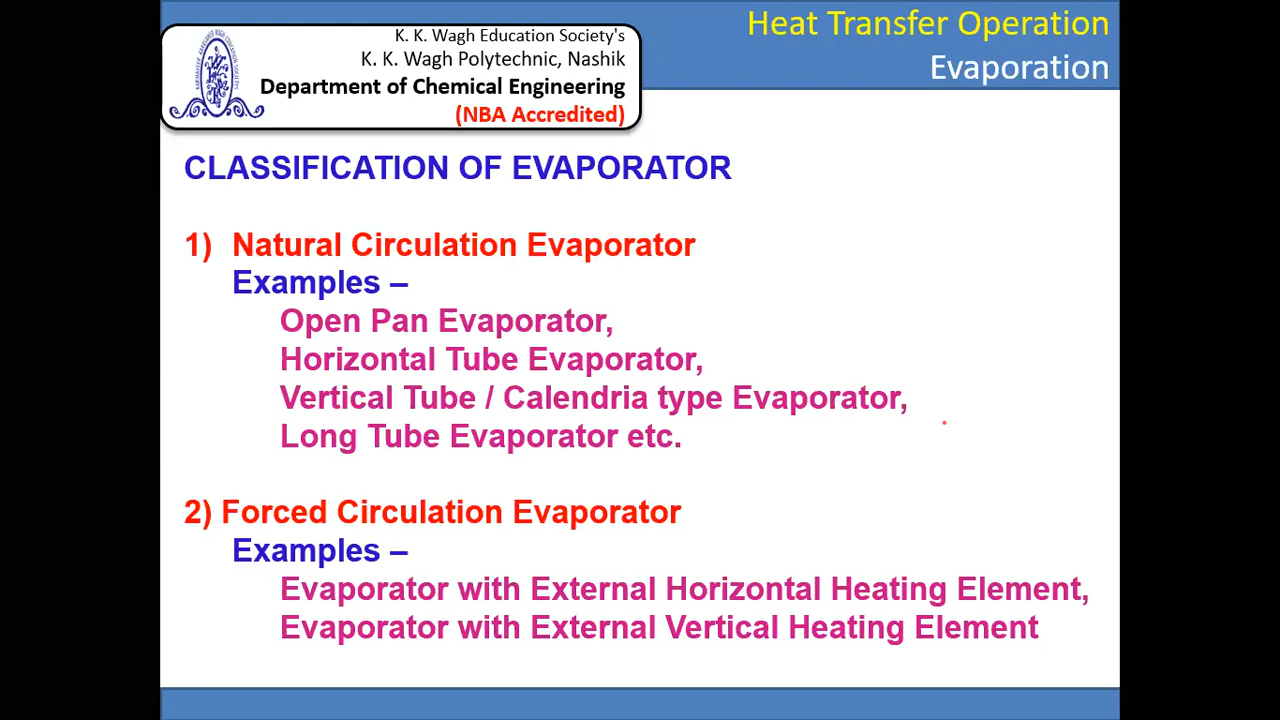 K. K. Wagh Education Society's
K. K. Wagh Polytechnic, Nashik
Department of Chemical Engineering
(NBA Accredited)
Heat Transfer Operation
Evaporation
CLASSIFICATION OF EVAPORATOR
1) Natural Circulation Evaporator
Examples –
Open Pan Evaporator,
Horizontal Tube Evaporator,
Vertical Tube / Calendria type Evaporator,
Long Tube Evaporator etc.
2) Forced Circulation Evaporator
Examples –
Evaporator with External Horizontal Heating Element,
Evaporator with External Vertical Heating Element